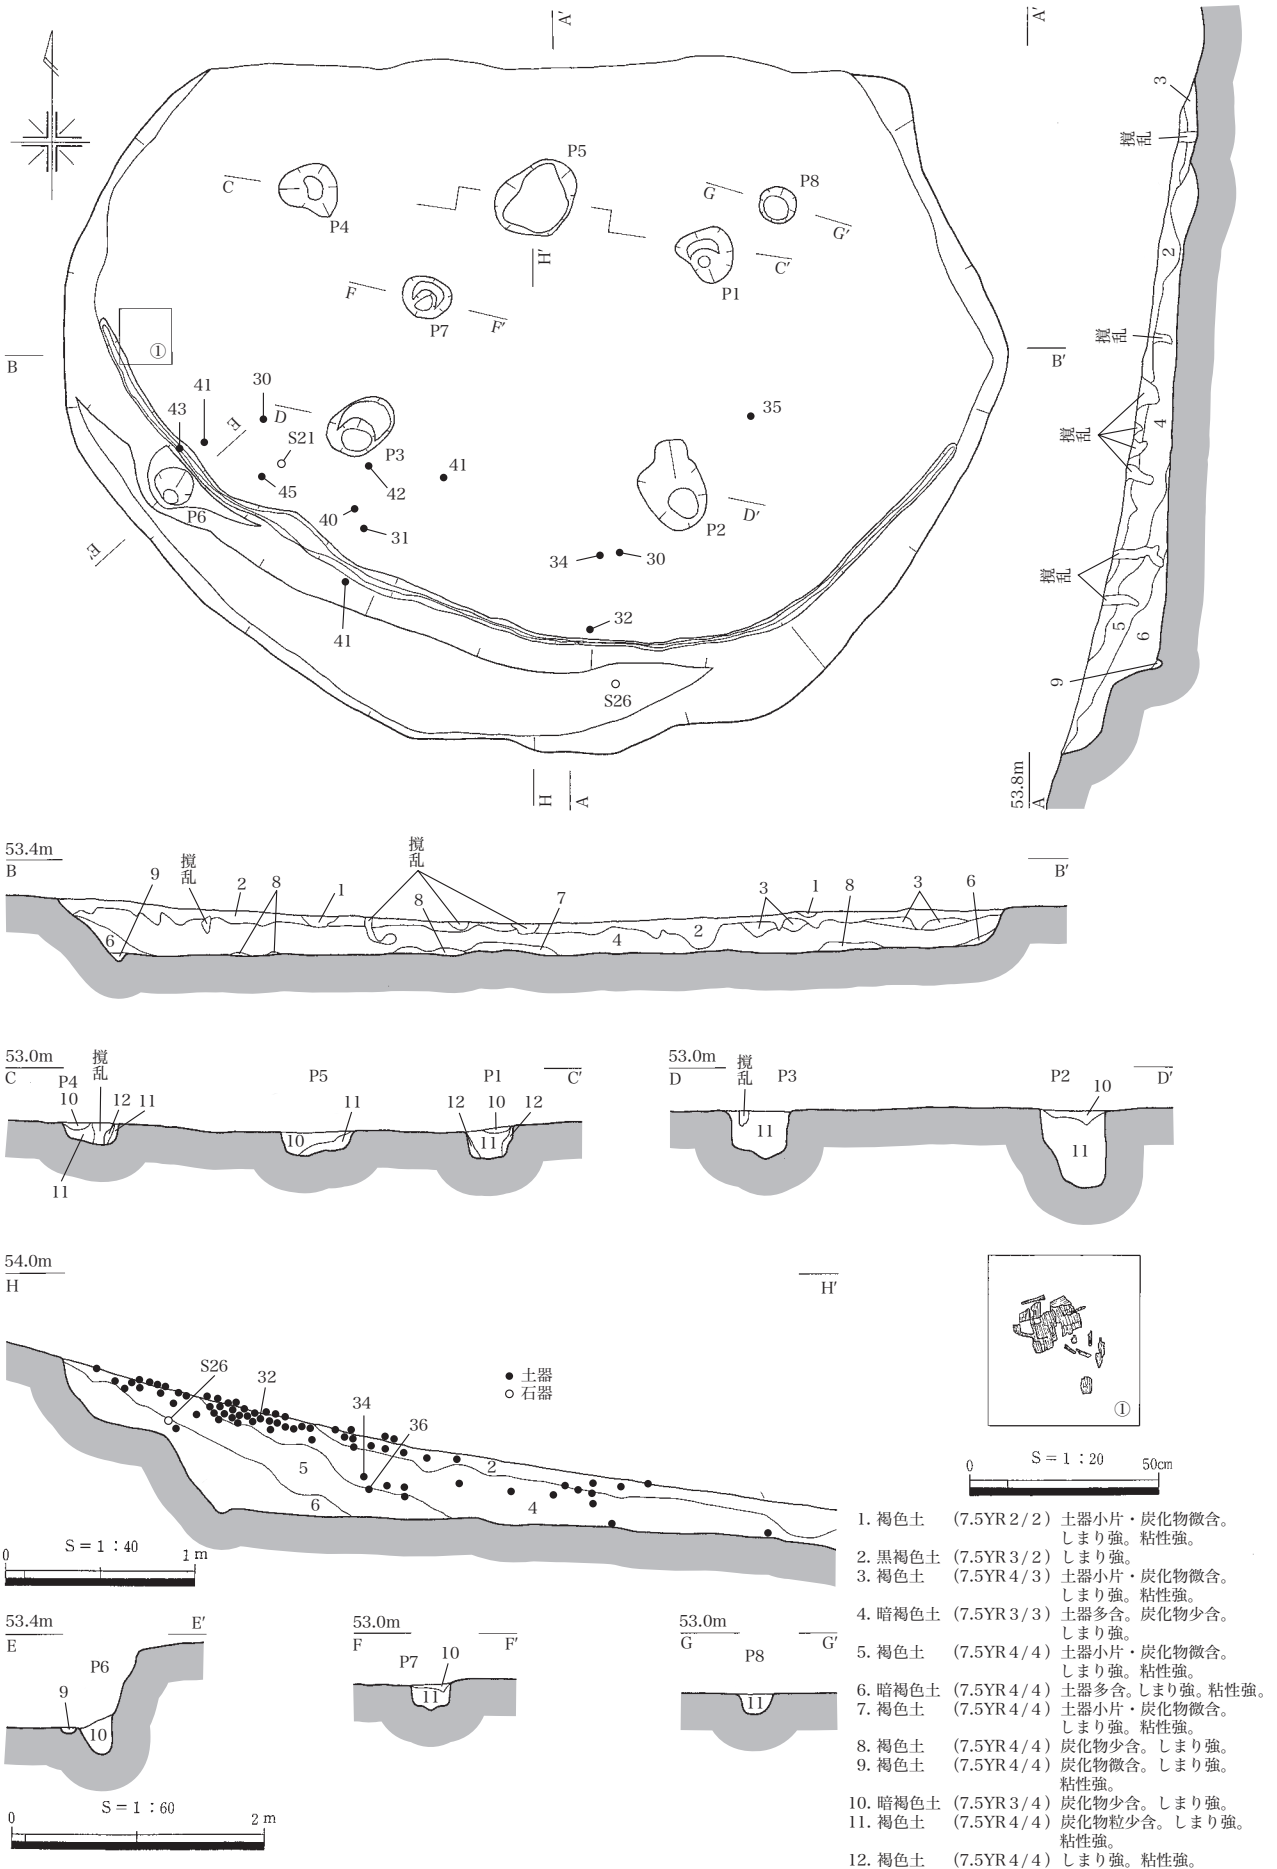 A′
A′
P5
P8
C
G
P4
G′
H′
C′
P1
F
P7
F′
①
B
B′
30
41
43
D
E
S21
35
P3
41
45
42
P6
40
31
D′
P2
E′
34
30
32
41
S26
H
A
3
攪乱
2
攪乱
4
攪乱
攪乱
5
6
9
53.8m
A
53.4m
B
B′
9
攪乱
2
8
1
攪乱
8
7
3
1
8
3
6
6
4
2
53.0m
C
P4
攪乱
P5
P1
C′
10
12
11
11
12
10
12
10
11
11
53.0m
D
攪乱
P3
P2
D′
10
11
11
54.0m
H
H′
S26
32
34
36
● 土器
○ 石器
5
2
6
4
①
S=1:20
0
50cm
S=1:40
0
1m
53.4m
E
E′
P6
9
10
53.0m
F
F′
P7
10
11
53.0m
G
G′
P8
11
S=1:60
0
2m
1. 褐色土 (7.5YR 2/2) 土器小片・炭化物微含。
しまり強。粘性強。
2. 黒褐色土 (7.5YR 3/2) しまり強。
3. 褐色土 (7.5YR 4/3) 土器小片・炭化物微含。
しまり強。粘性強。
4. 暗褐色土 (7.5YR 3/3) 土器多含。炭化物少含。
しまり強。
5. 褐色土 (7.5YR 4/4) 土器小片・炭化物微含。
しまり強。粘性強。
6. 暗褐色土 (7.5YR 4/4) 土器多含。しまり強。粘性強。
7. 褐色土 (7.5YR 4/4) 土器小片・炭化物微含。
しまり強。粘性強。
8. 褐色土 (7.5YR 4/4) 炭化物少含。しまり強。
9. 褐色土 (7.5YR 4/4) 炭化物微含。しまり強。
粘性強。
10. 暗褐色土 (7.5YR 3/4) 炭化物少含。しまり強。
11. 褐色土 (7.5YR 4/4) 炭化物粒少含。しまり強。
粘性強。
12. 褐色土 (7.5YR 4/4) しまり強。粘性強。